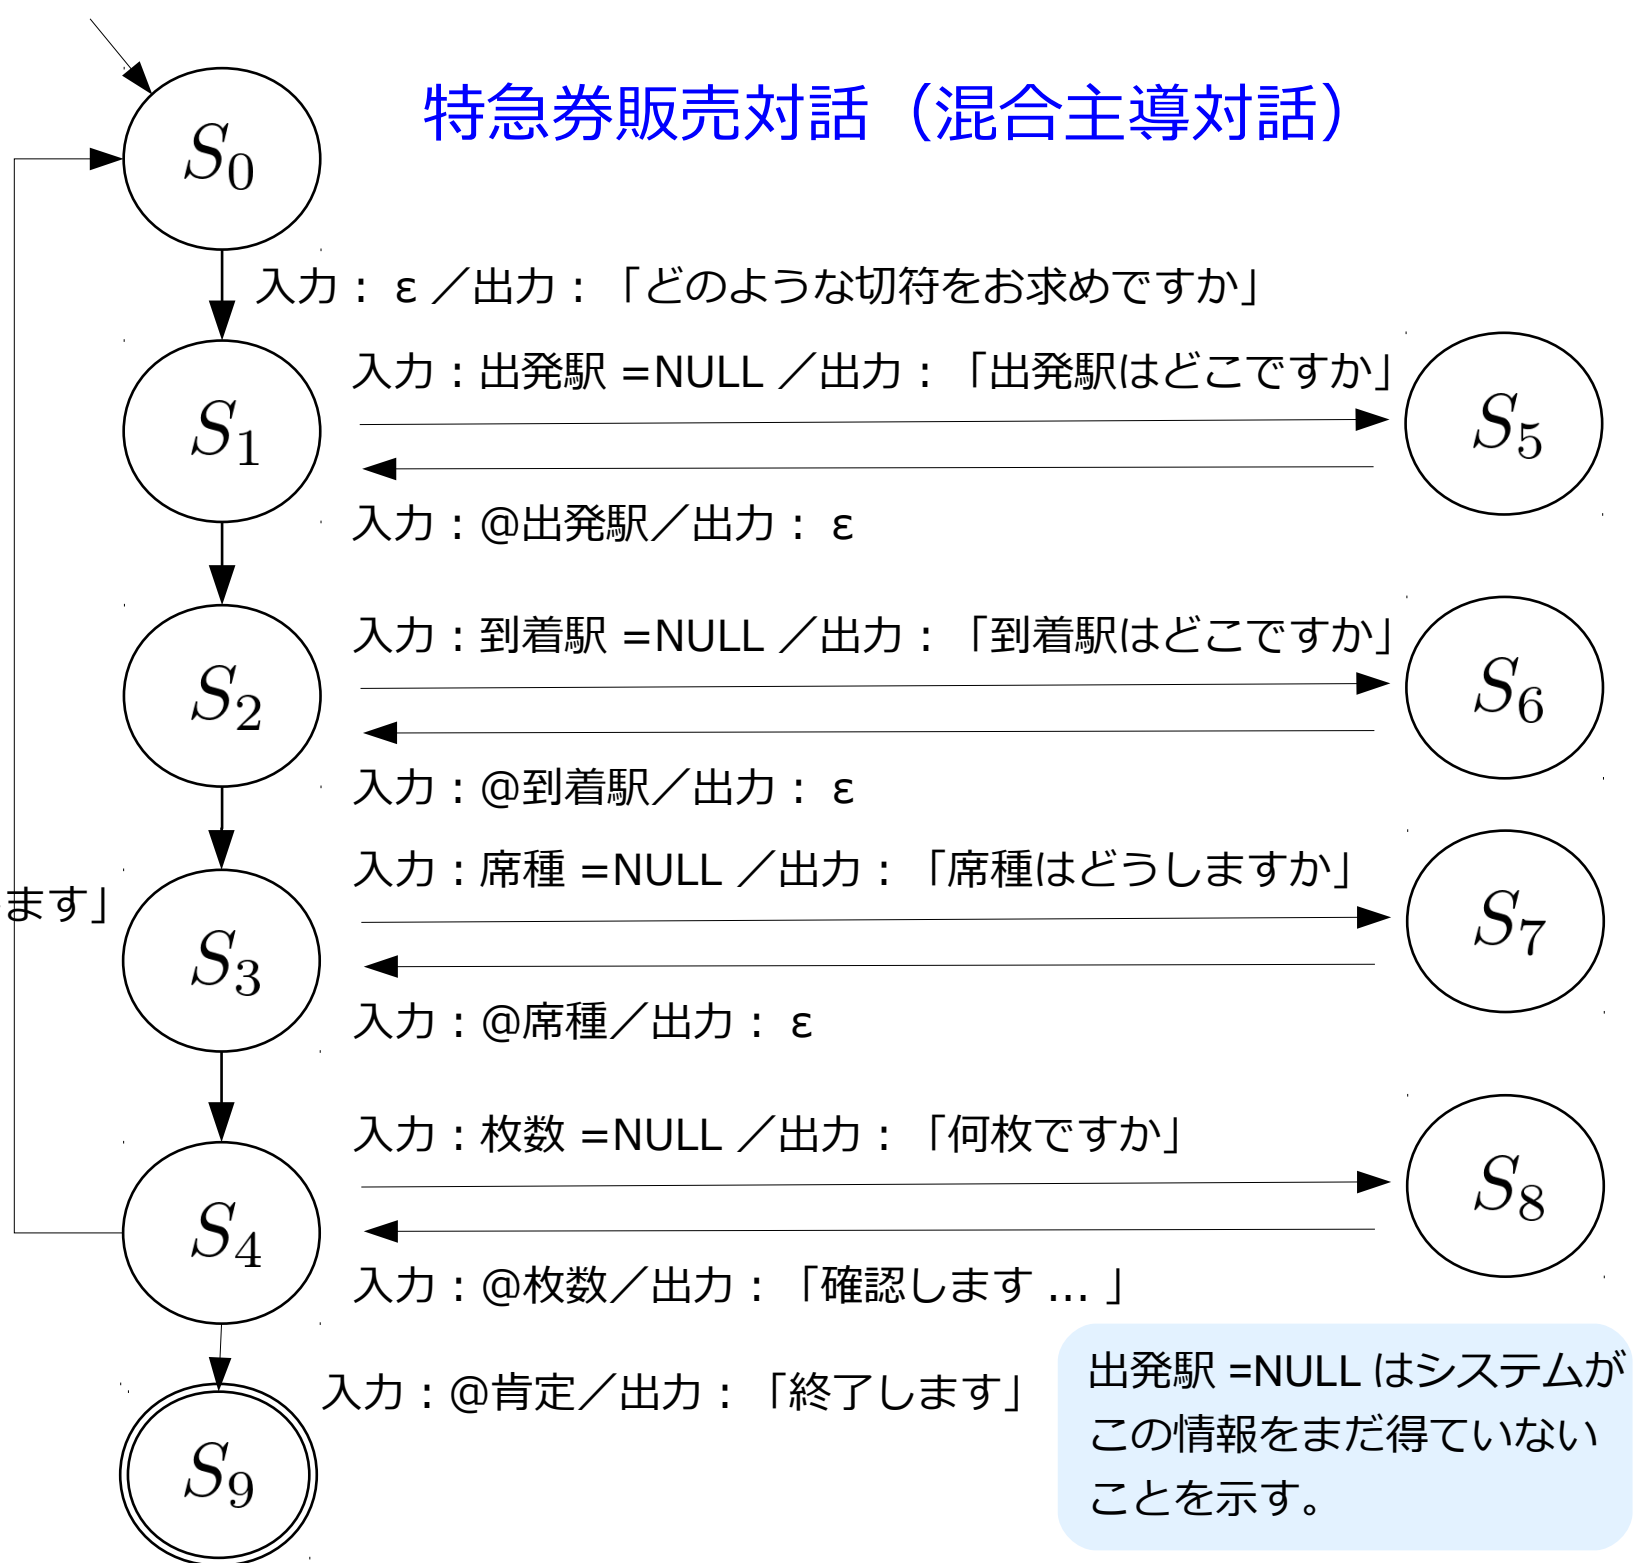 特急券販売対話（混合主導対話）
S0
入力： ε ／出力：「どのような切符をお求めですか」
入力：出発駅 =NULL ／出力：「出発駅はどこですか」
S1
S5
入力：@出発駅／出力： ε
入力：到着駅 =NULL ／出力：「到着駅はどこですか」
S2
S6
入力：@到着駅／出力： ε
入力：席種 =NULL ／出力：「席種はどうしますか」
ます」
S3
S7
入力：@席種／出力： ε
入力：枚数 =NULL ／出力：「何枚ですか」
S4
S8
入力：@枚数／出力：「確認します … 」
入力：@肯定／出力：「終了します」
S9
出発駅 =NULL はシステムが
この情報をまだ得ていない
ことを示す。